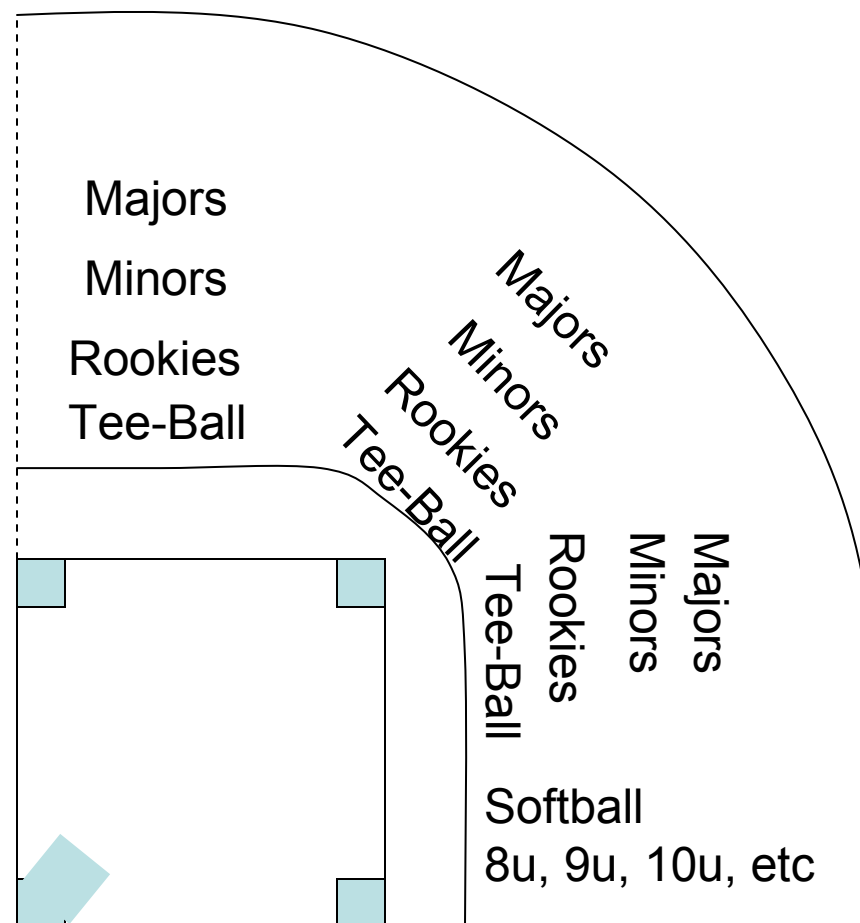 Majors
Minors
Rookies
Tee-Ball
Majors
Minors
Rookies
Tee-Ball
Majors
Minors
Rookies
Tee-Ball
Softball
8u, 9u, 10u, etc